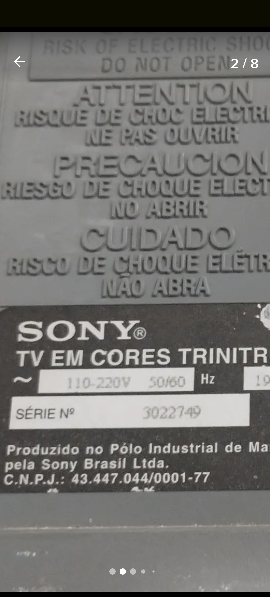 2 / 8
RISK OF ELECTRIC SHOC
DO NOT OPEN
ATTENTION
RISQUE DE CHOC ELECTRI
NE PAS OUVRIR
PRECAUCION
RIESGO DE CHOQUE ELECT
NO ABRIR
CUIDADO
RISCO DE CHOQUE ELÉTR
NÃO ABRA
SONY®
TV EM CORES TRINITR
~ 110-220V 50/60 Hz 19
SÉRIE Nº 3022749
Produzido no Pólo Industrial de Ma
pela Sony Brasil Ltda.
C.N.P.J.: 43.447.044/0001-77